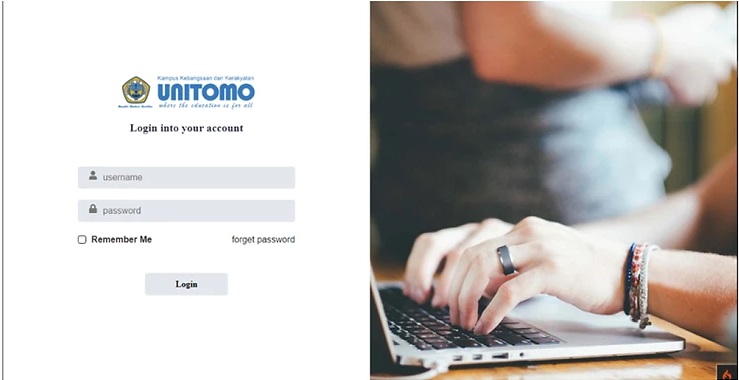 Kampus Kebangsaan dan Kerakyatan
UNITOMO
where the education is for all
Login into your account
username
password
Remember Me
forget password
Login